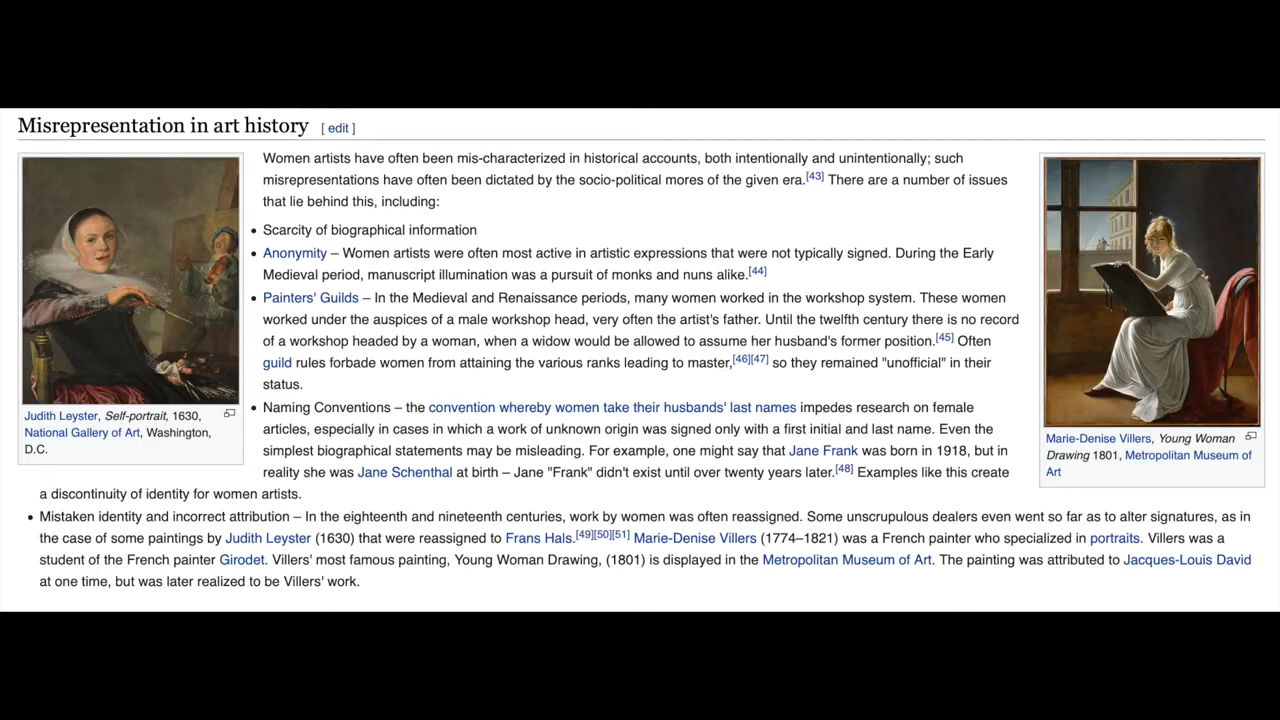 Misrepresentation in art history [ edit ]
Women artists have often been mis-characterized in historical accounts, both intentionally and unintentionally; such
misrepresentations have often been dictated by the socio-political mores of the given era.[43] There are a number of issues
that lie behind this, including:
• Scarcity of biographical information
• Anonymity – Women artists were often most active in artistic expressions that were not typically signed. During the Early
Medieval period, manuscript illumination was a pursuit of monks and nuns alike.[44]
• Painters' Guilds – In the Medieval and Renaissance periods, many women worked in the workshop system. These women
worked under the auspices of a male workshop head, very often the artist's father. Until the twelfth century there is no record
of a workshop headed by a woman, when a widow would be allowed to assume her husband's former position.[45] Often
guild rules forbade women from attaining the various ranks leading to master,[46][47] so they remained "unofficial" in their
status.
• Naming Conventions – the convention whereby women take their husbands' last names impedes research on female
articles, especially in cases in which a work of unknown origin was signed only with a first initial and last name. Even the
simplest biographical statements may be misleading. For example, one might say that Jane Frank was born in 1918, but in
reality she was Jane Schenthal at birth – Jane "Frank" didn't exist until over twenty years later.[48] Examples like this create
a discontinuity of identity for women artists.
• Mistaken identity and incorrect attribution – In the eighteenth and nineteenth centuries, work by women was often reassigned. Some unscrupulous dealers even went so far as to alter signatures, as in
the case of some paintings by Judith Leyster (1630) that were reassigned to Frans Hals.[49][50][51] Marie-Denise Villers (1774–1821) was a French painter who specialized in portraits. Villers was a
student of the French painter Girodet. Villers' most famous painting, Young Woman Drawing, (1801) is displayed in the Metropolitan Museum of Art. The painting was attributed to Jacques-Louis David
at one time, but was later realized to be Villers' work.
Judith Leyster, Self-portrait, 1630,
National Gallery of Art, Washington,
D.C.
Marie-Denise Villers, Young Woman
Drawing 1801, Metropolitan Museum of
Art